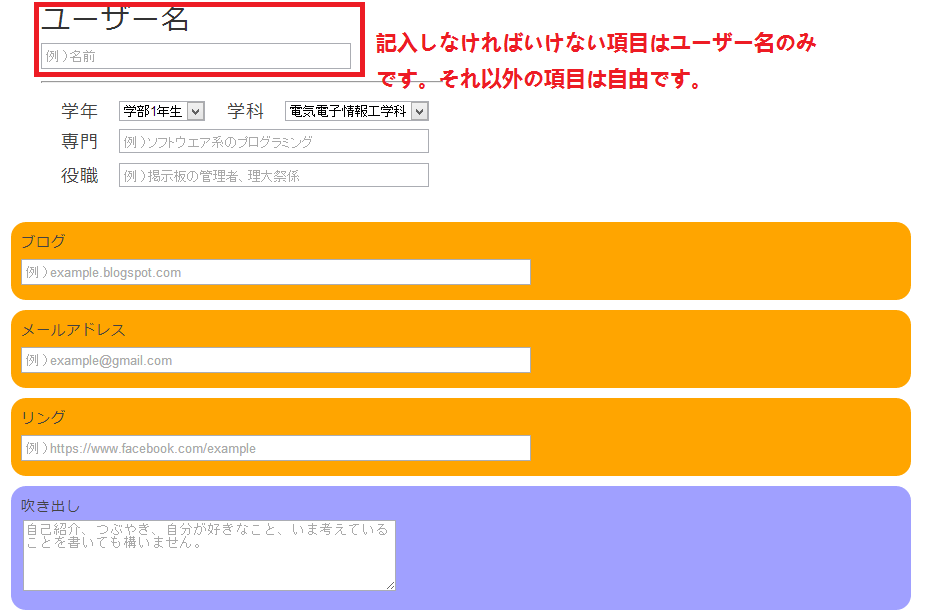 ユーザー名
例）名前
記入しなければいけない項目はユーザー名のみ
です。それ以外の項目は自由です。
学年 学部1年生 学科 電気電子情報工学科
専門 例）ソフトウエア系のプログラミング
役職 例）掲示板の管理者、理大祭係
ブログ
例）example.blogspot.com
メールアドレス
例）example@gmail.com
リング
例）https://www.facebook.com/example
吹き出し
自己紹介、つぶやき、自分が好きなこと、いま考えている
ことを書いても構いません。